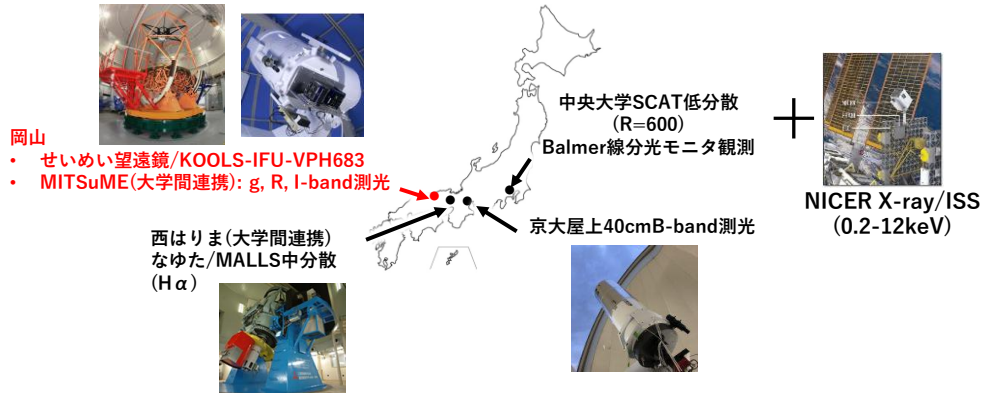 岡山
• せいめい望遠鏡/KOOLS-IFU-VPH683
• MITSuME(大学間連携): g, R, I-band測光
西はりま(大学間連携)
なゆた/MALLS中分散
(Hα)
中央大学SCAT低分散
(R=600)
Balmer線分光モニタ観測
京大屋上40cmB-band測光
+
NICER X-ray/ISS
(0.2-12keV)